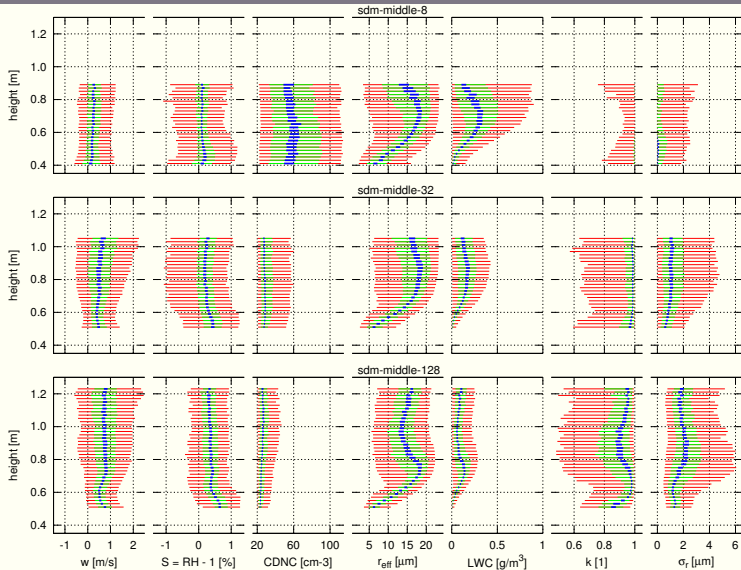 sdm-middle-8
height [m]
1.2
1.0
0.8
0.6
0.4
sdm-middle-32
height [m]
1.2
1.0
0.8
0.6
0.4
sdm-middle-128
height [m]
1.2
1.0
0.8
0.6
0.4
-1 0 1 2
-1 0 1
20 60 100
5 10 15 20
0 1
0.6 0.8 1
0 2 4 6
w [m/s]
S = RH - 1 [%]
CDNC [cm-3]
r_eff [μm]
LWC [g/m³]
k [1]
σ_r [μm]